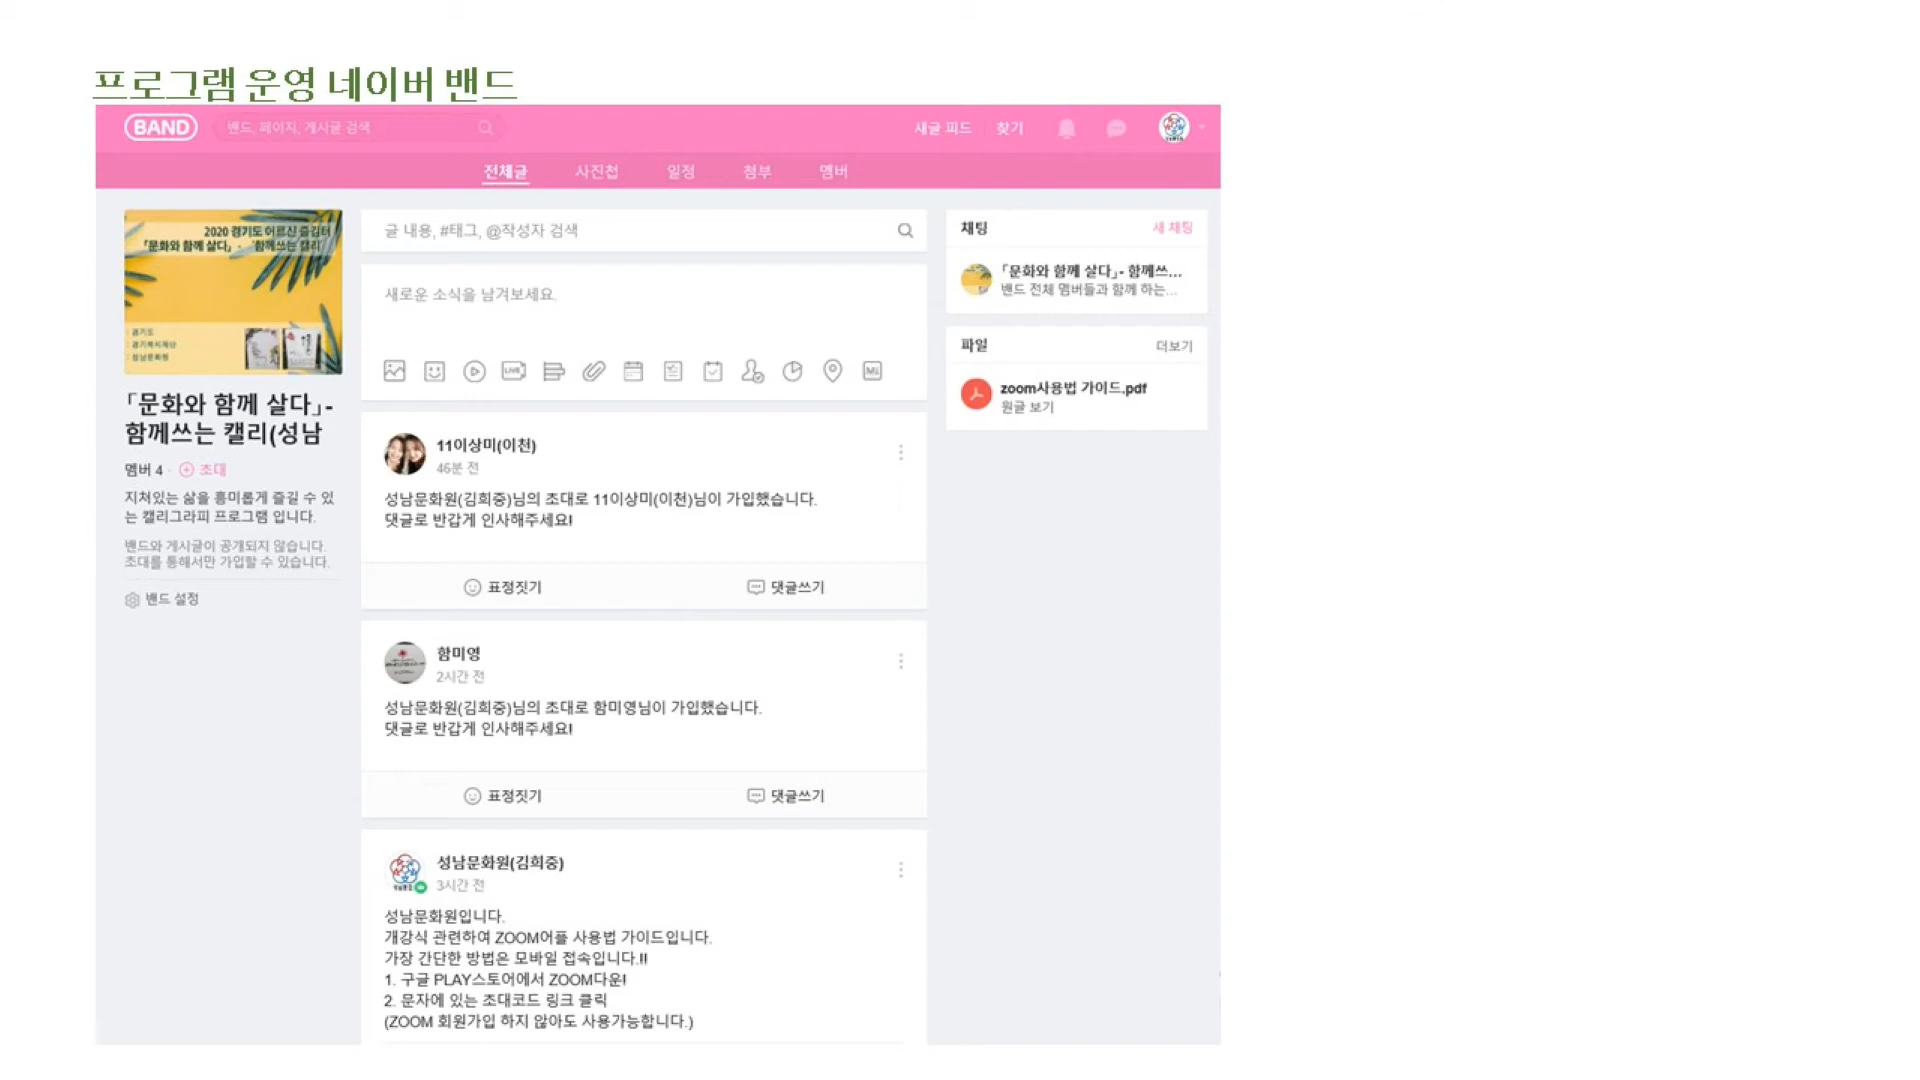 프로그램 운영 네이버 밴드
BAND
밴드, 페이지, 게시글 검색
새글 피드
찾기
전체글
사진첩
일정
첨부
멤버
2020 경기도 어르신 즐김터
「문화와 함께 살다」 - '함께쓰는 캘리'
: 경기도
: 경기복지재단
: 성남문화원
「문화와 함께 살다」-
함께쓰는 캘리(성남
멤버 4 · 초대
지쳐있는 삶을 흥미롭게 즐길 수 있
는 캘리그라피 프로그램 입니다.
밴드와 게시글이 공개되지 않습니다.
초대를 통해서만 가입할 수 있습니다.
밴드 설정
글 내용, #태그, @작성자 검색
새로운 소식을 남겨보세요.
LIVE
11이상미(이천)
46분 전
성남문화원(김희중)님의 초대로 11이상미(이천)님이 가입했습니다.
댓글로 반갑게 인사해주세요!
표정짓기
댓글쓰기
함미영
2시간 전
성남문화원(김희중)님의 초대로 함미영님이 가입했습니다.
댓글로 반갑게 인사해주세요!
표정짓기
댓글쓰기
성남문화원(김희중)
3시간 전
성남문화원입니다.
개강식 관련하여 ZOOM어플 사용법 가이드입니다.
가장 간단한 방법은 모바일 접속입니다.!!
1. 구글 PLAY스토어에서 ZOOM다운!
2. 문자에 있는 초대코드 링크 클릭
(ZOOM 회원가입 하지 않아도 사용가능합니다.)
채팅
새 채팅
「문화와 함께 살다」- 함께쓰...
밴드 전체 멤버들과 함께 하는...
파일
더보기
zoom사용법 가이드.pdf
원글 보기